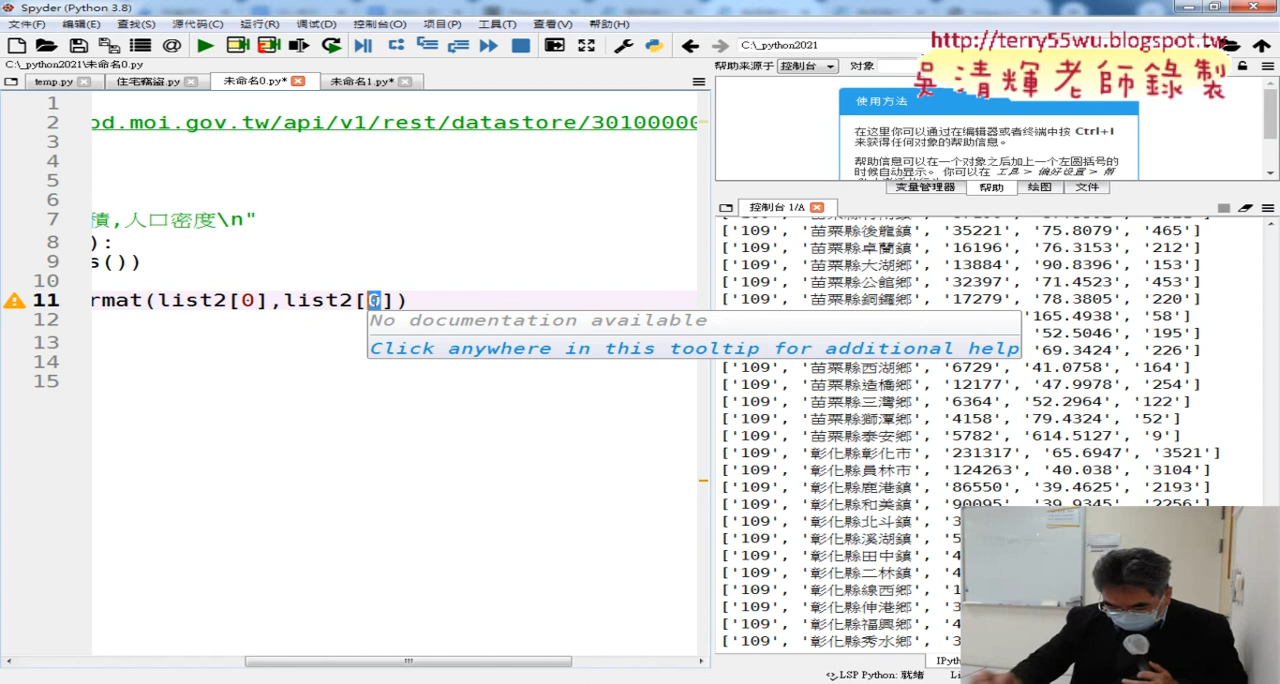 Spyder (Python 3.8)
文件(F) 编辑(E) 查找(S) 源代码(C) 运行(R) 调试(D) 控制台(O) 项目(P) 工具(T) 查看(V) 帮助(H)
C:\_python2021
http://terry55wu.blogspot.tw
吳清輝老師錄製
C:\_python2021\未命名0.py
temp.py 住宅竊盜.py 未命名0.py* 未命名1.py*
帮助来源于 控制台 对象
使用方法
在这里你可以通过在编辑器或者终端中按 Ctrl+I
来获得任何对象的帮助信息。
帮助信息可以在一个对象之后加上一个左圆括号的
时候自动显示。 你可以在 工具 > 偏好设置 > 帮
变量管理器 帮助 绘图 文件
1
2 od.moi.gov.tw/api/v1/rest/datastore/3010000
3
4
5
6
7 積,人口密度\n"
8 ):
9 s())
10
11 rmat(list2[0],list2[0])
12
13
14
15
No documentation available
Click anywhere in this tooltip for additional help
控制台 1/A
['109', '苗栗縣後龍鎮', '35221', '75.8079', '465']
['109', '苗栗縣卓蘭鎮', '16196', '76.3153', '212']
['109', '苗栗縣大湖鄉', '13884', '90.8396', '153']
['109', '苗栗縣公館鄉', '32397', '71.4523', '453']
['109', '苗栗縣銅鑼鄉', '17279', '78.3805', '220']
'165.4938', '58']
'52.5046', '195']
'69.3424', '226']
['109', '苗栗縣西湖鄉', '6729', '41.0758', '164']
['109', '苗栗縣造橋鄉', '12177', '47.9978', '254']
['109', '苗栗縣三灣鄉', '6364', '52.2964', '122']
['109', '苗栗縣獅潭鄉', '4158', '79.4324', '52']
['109', '苗栗縣泰安鄉', '5782', '614.5127', '9']
['109', '彰化縣彰化市', '231317', '65.6947', '3521']
['109', '彰化縣員林市', '124263', '40.038', '3104']
['109', '彰化縣鹿港鎮', '86550', '39.4625', '2193']
['109', '彰化縣和美鎮', '90095', '39.9345', '2256']
['109', '彰化縣北斗鎮', '3
['109', '彰化縣溪湖鎮', '5
['109', '彰化縣田中鎮', '4
['109', '彰化縣二林鎮', '4
['109', '彰化縣線西鄉', '1
['109', '彰化縣伸港鄉', '3
['109', '彰化縣福興鄉', '4
['109', '彰化縣秀水鄉', '3
IPyth
LSP Python: 就绪